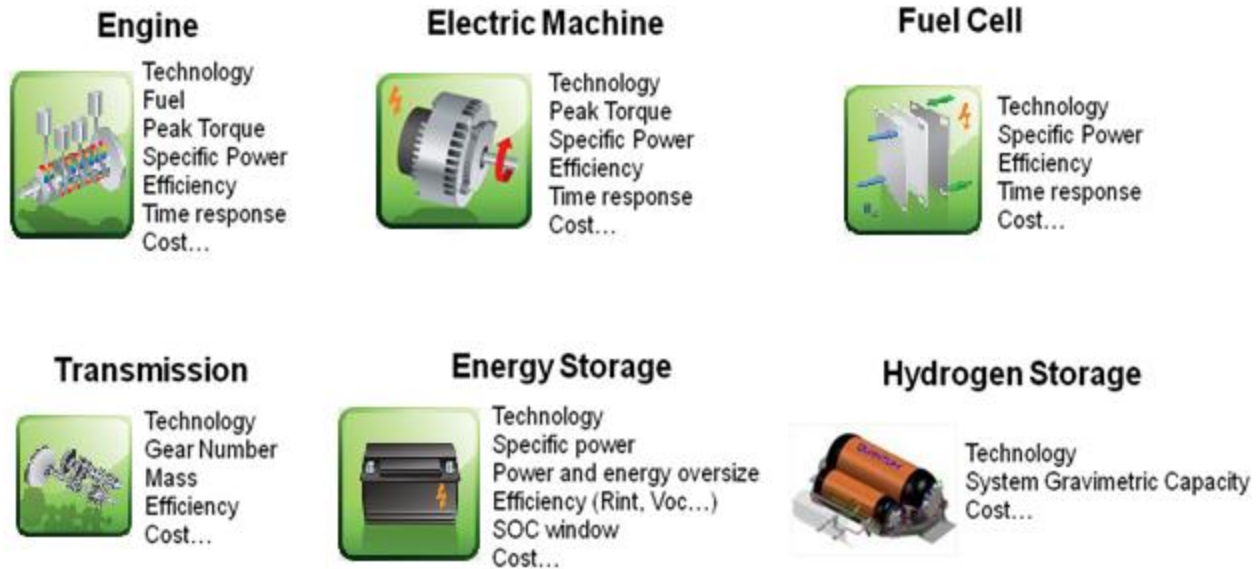 Engine
Technology
Fuel
Peak Torque
Specific Power
Efficiency
Time response
Cost…
Electric Machine
Technology
Peak Torque
Specific Power
Efficiency
Time response
Cost…
Fuel Cell
Technology
Specific Power
Efficiency
Time response
Cost…
Transmission
Technology
Gear Number
Mass
Efficiency
Cost…
Energy Storage
Technology
Specific power
Power and energy oversize
Efficiency (Rint, Voc…)
SOC window
Cost…
Hydrogen Storage
QUANTUM
Technology
System Gravimetric Capacity
Cost…